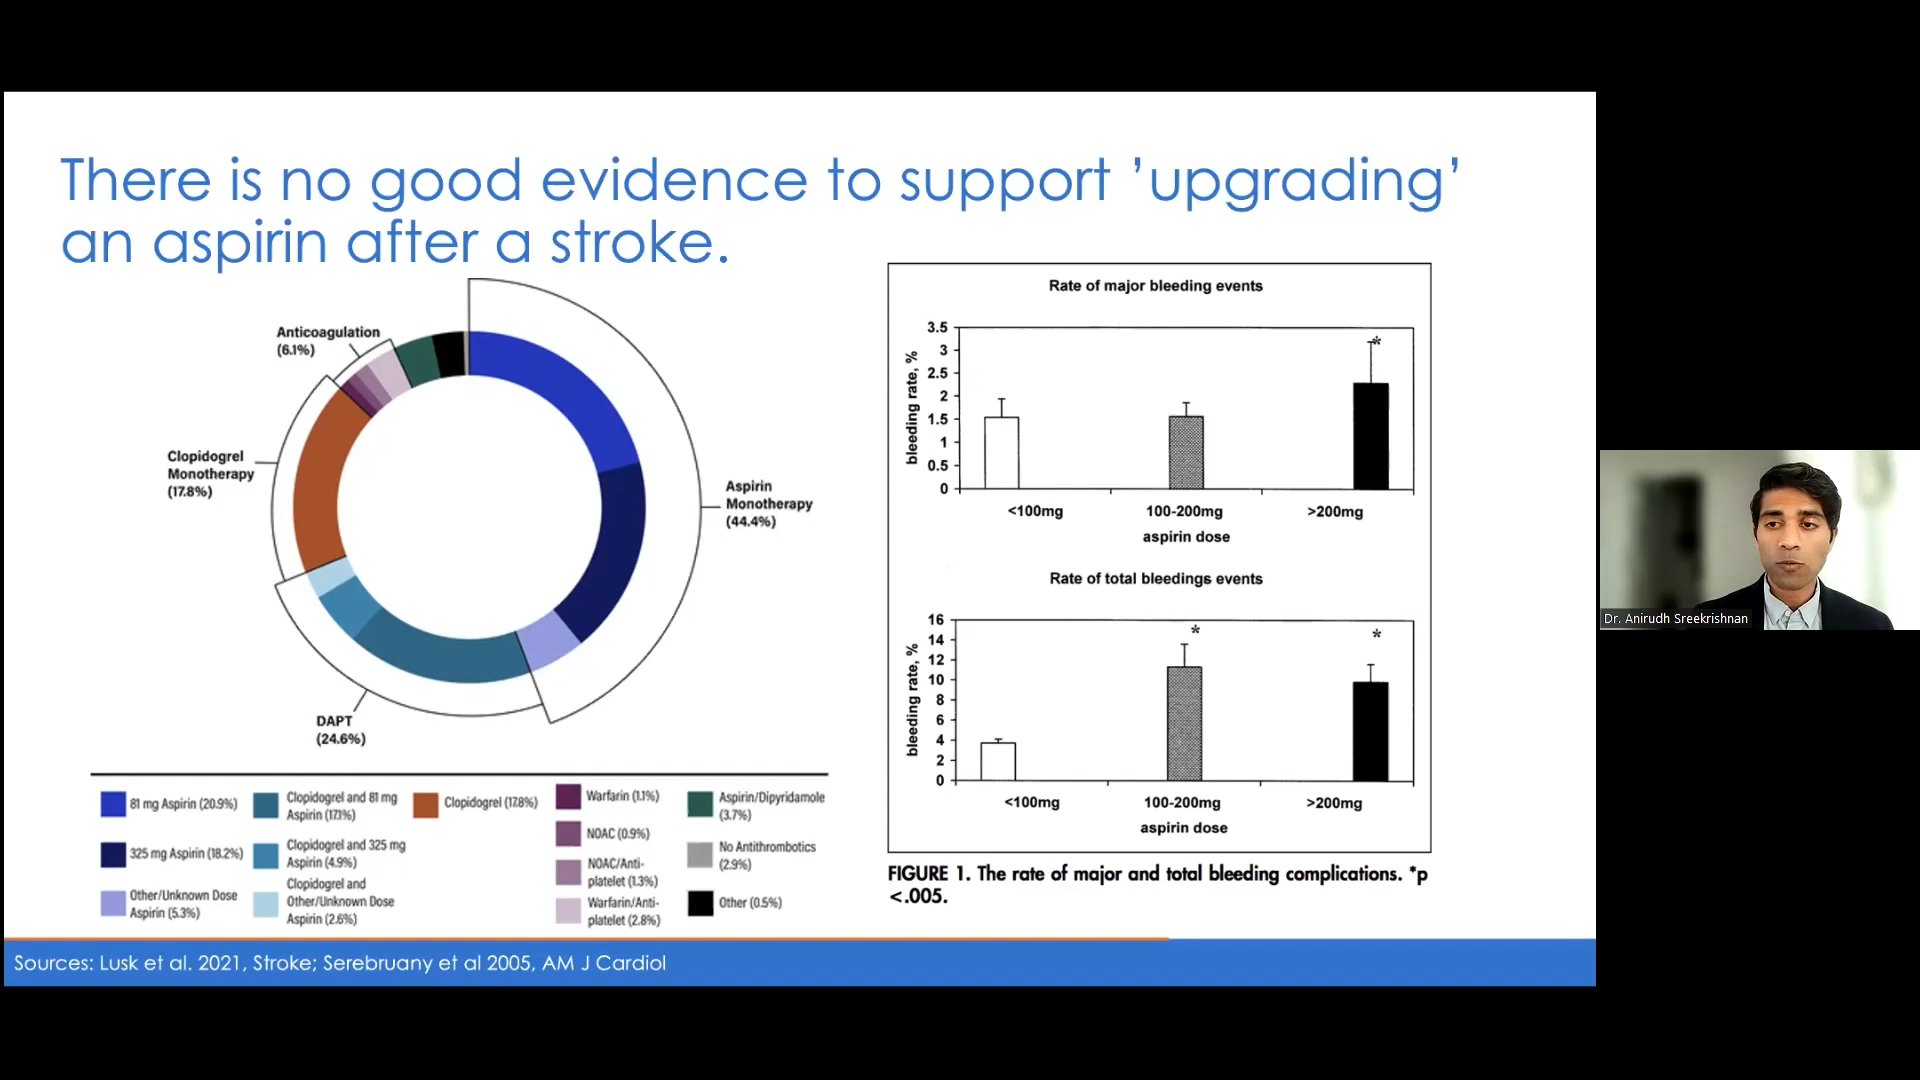 There is no good evidence to support ’upgrading’
an aspirin after a stroke.
Anticoagulation
(6.1%)
Clopidogrel
Monotherapy
(17.8%)
Aspirin
Monotherapy
(44.4%)
DAPT
(24.6%)
81 mg Aspirin (20.9%)
325 mg Aspirin (18.2%)
Other/Unknown Dose
Aspirin (5.3%)
Clopidogrel and 81 mg
Aspirin (17.1%)
Clopidogrel and 325 mg
Aspirin (4.9%)
Clopidogrel and
Other/Unknown Dose
Aspirin (2.6%)
Clopidogrel (17.8%)
Warfarin (1.1%)
NOAC (0.9%)
NOAC/Anti-
platelet (1.3%)
Warfarin/Anti-
platelet (2.8%)
Aspirin/Dipyridamole
(3.7%)
No Antithrombotics
(2.9%)
Other (0.5%)
Rate of major bleeding events
bleeding rate, %
3.5
3
2.5
2
1.5
1
0.5
0
*
<100mg
100-200mg
>200mg
aspirin dose
Rate of total bleedings events
bleeding rate, %
16
14
12
10
8
6
4
2
0
*
*
<100mg
100-200mg
>200mg
aspirin dose
FIGURE 1. The rate of major and total bleeding complications. *p
<.005.
Sources: Lusk et al. 2021, Stroke; Serebruany et al 2005, AM J Cardiol
Dr. Anirudh Sreekrishnan